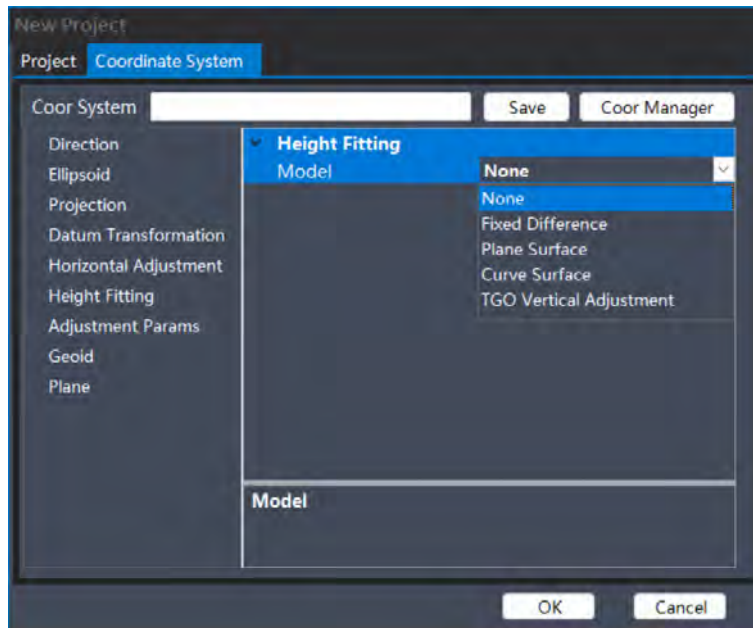 New Project
Project Coordinate System
Coor System Save Coor Manager
Direction
Ellipsoid
Projection
Datum Transformation
Horizontal Adjustment
Height Fitting
Adjustment Params
Geoid
Plane
Height Fitting
Model None
None
Fixed Difference
Plane Surface
Curve Surface
TGO Vertical Adjustment
Model
OK Cancel